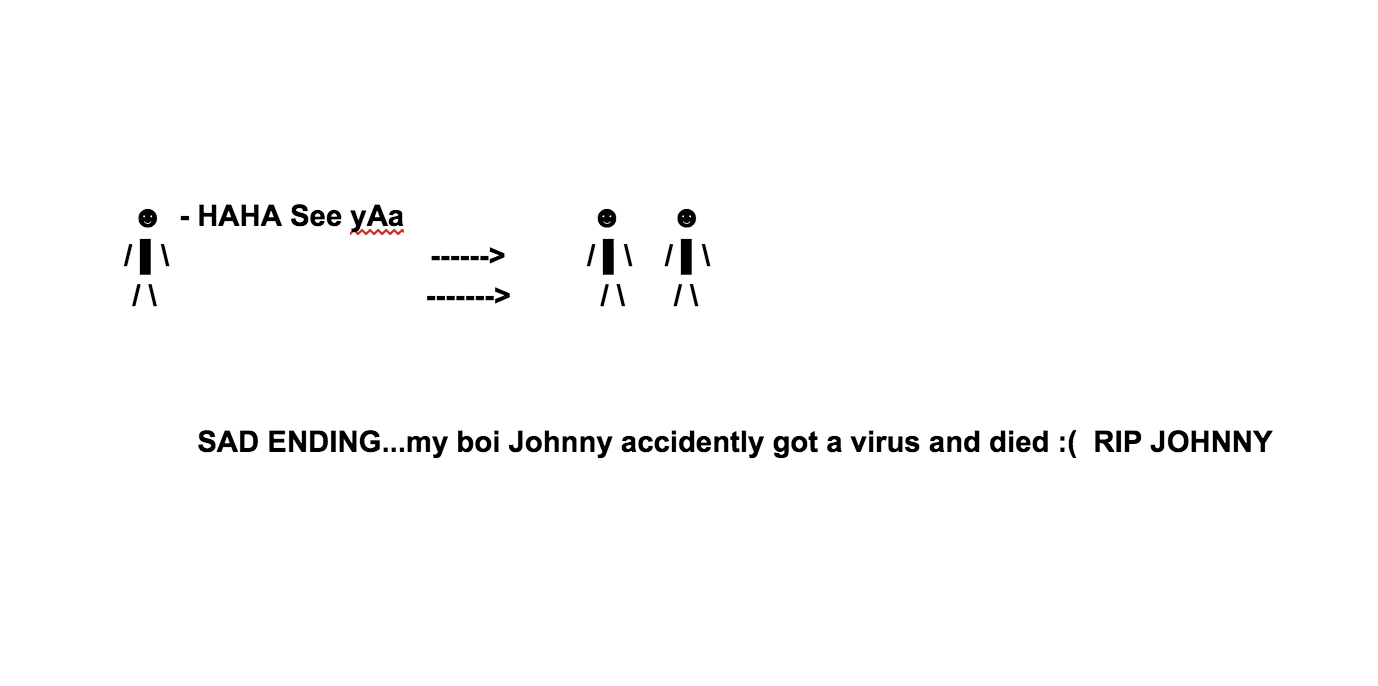 ☻ - HAHA See yAa ☻ ☻
/▐ \ ------> /▐ \ /▐ \
/ \ -------> / \ / \
SAD ENDING...my boi Johnny accidently got a virus and died :( RIP JOHNNY